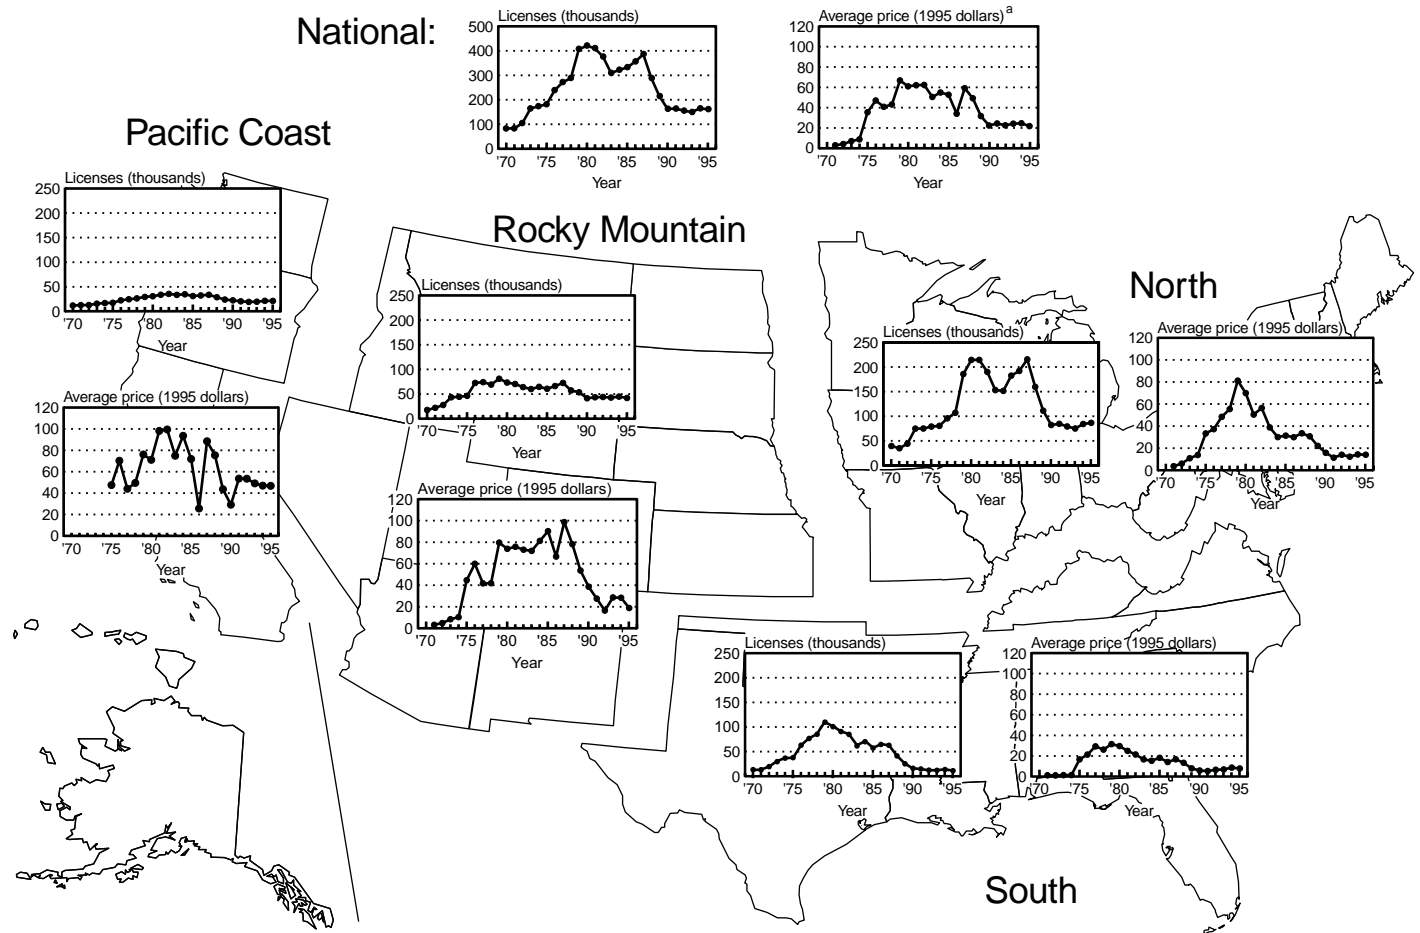 National:
Licenses (thousands)
500
400
300
200
100
0
'70 '75 '80 '85 '90 '95
Year
Average price (1995 dollars) a
120
100
80
60
40
20
0
'70 '75 '80 '85 '90 '95
Year
Pacific Coast
Licenses (thousands)
250
200
150
100
50
0
'70 '75 '80 '85 '90 '95
Year
Average price (1995 dollars)
120
100
80
60
40
20
0
'70 '75 '80 '85 '90 '95
Year
Rocky Mountain
Licenses (thousands)
250
200
150
100
50
0
'70 '75 '80 '85 '90 '95
Year
Average price (1995 dollars)
120
100
80
60
40
20
0
'70 '75 '80 '85 '90 '95
Year
North
Licenses (thousands)
250
200
150
100
50
0
'70 '75 '80 '85 '90 '95
Year
Average price (1995 dollars)
120
100
80
60
40
20
0
'70 '75 '80 '85 '90 '95
Year
Licenses (thousands)
250
200
150
100
50
0
'70 '75 '80 '85 '90 '95
Year
Average price (1995 dollars)
120
100
80
60
40
20
0
'70 '75 '80 '85 '90 '95
Year
South